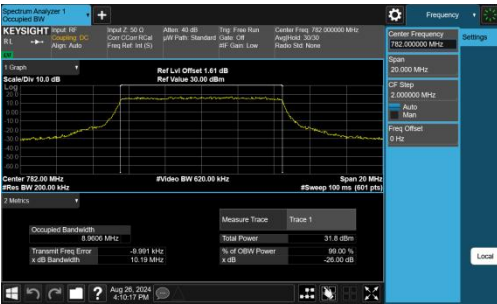 Spectrum Analyzer 1
Occupied BW
Frequency
KEYSIGHT
Input: RF
Input Z: 50 Ω
Atten: 40 dB
Trig: Free Run
Center Freq: 782.000000 MHz
RL
Coupling: DC
Corr CCorr RCal
µW Path: Standard
Gate: Off
Avg|Hold: 30/30
Align: Auto
Freq Ref: Int (S)
#IF Gain: Low
Radio Std: None
Center Frequency
782.000000 MHz
Settings
Span
20.000 MHz
CF Step
2.000000 MHz
Auto
Man
Freq Offset
0 Hz
Local
1 Graph
Ref Lvl Offset 1.61 dB
Scale/Div 10.0 dB
Ref Value 30.00 dBm
Log
20.0
10.0
0.00
-10.0
-20.0
-30.0
-40.0
-50.0
-60.0
Center 782.00 MHz
#Video BW 620.00 kHz
Span 20 MHz
#Res BW 200.00 kHz
#Sweep 100 ms (601 pts)
2 Metrics
Measure Trace
Trace 1
Occupied Bandwidth
8.9606 MHz
Total Power
31.8 dBm
Transmit Freq Error
-9.991 kHz
% of OBW Power
99.00 %
x dB Bandwidth
10.19 MHz
x dB
-26.00 dB
Aug 26, 2024
4:10:17 PM